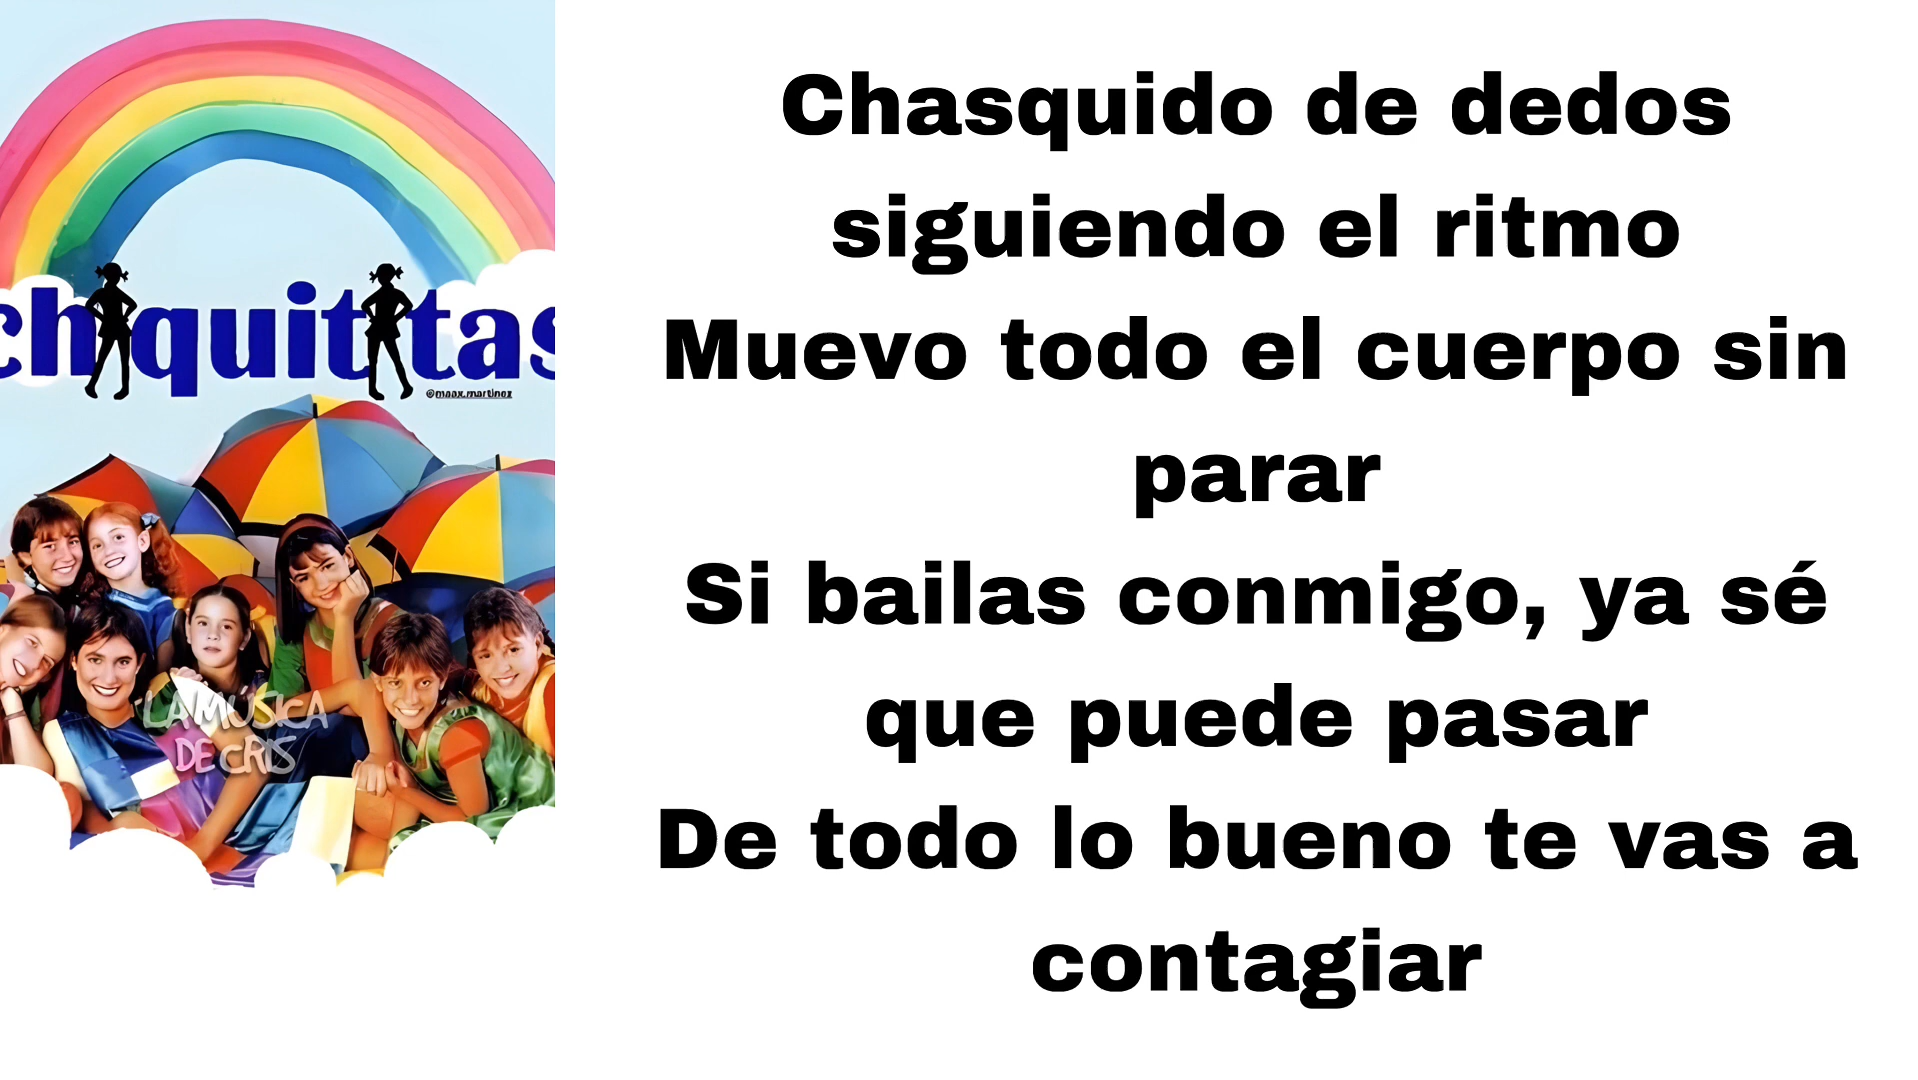 chiquititas
@maax.martinez
LA MÚSICA
DE CRIS
Chasquido de dedos
siguiendo el ritmo
Muevo todo el cuerpo sin
parar
Si bailas conmigo, ya sé
que puede pasar
De todo lo bueno te vas a
contagiar